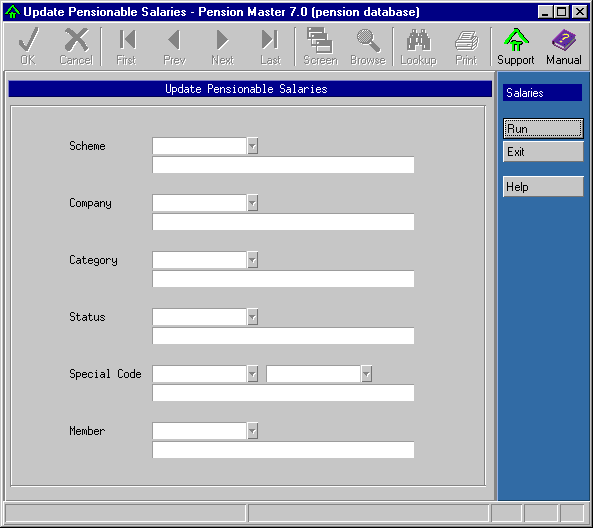 Update Pensionable Salaries - Pension Master 7.0 (pension database)
OK Cancel First Prev Next Last Screen Browse Lookup Print Support Manual
Update Pensionable Salaries
Scheme
Company
Category
Status
Special Code
Member
Salaries
Run
Exit
Help